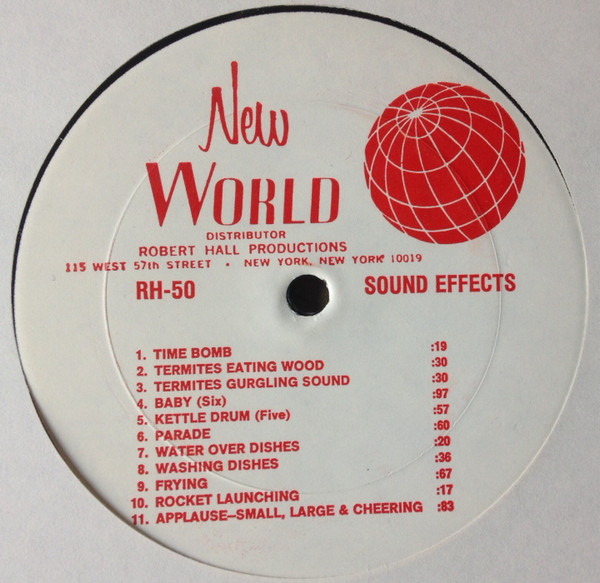 New
WORLD
DISTRIBUTOR
ROBERT HALL PRODUCTIONS
115 WEST 57th STREET • NEW YORK, NEW YORK 10019
RH-50 SOUND EFFECTS
1. TIME BOMB :19
2. TERMITES EATING WOOD :30
3. TERMITES GURGLING SOUND :30
4. BABY (Six) :97
5. KETTLE DRUM (Five) :57
6. PARADE :60
7. WATER OVER DISHES :20
8. WASHING DISHES :36
9. FRYING :67
10. ROCKET LAUNCHING :17
11. APPLAUSE—SMALL, LARGE & CHEERING :83